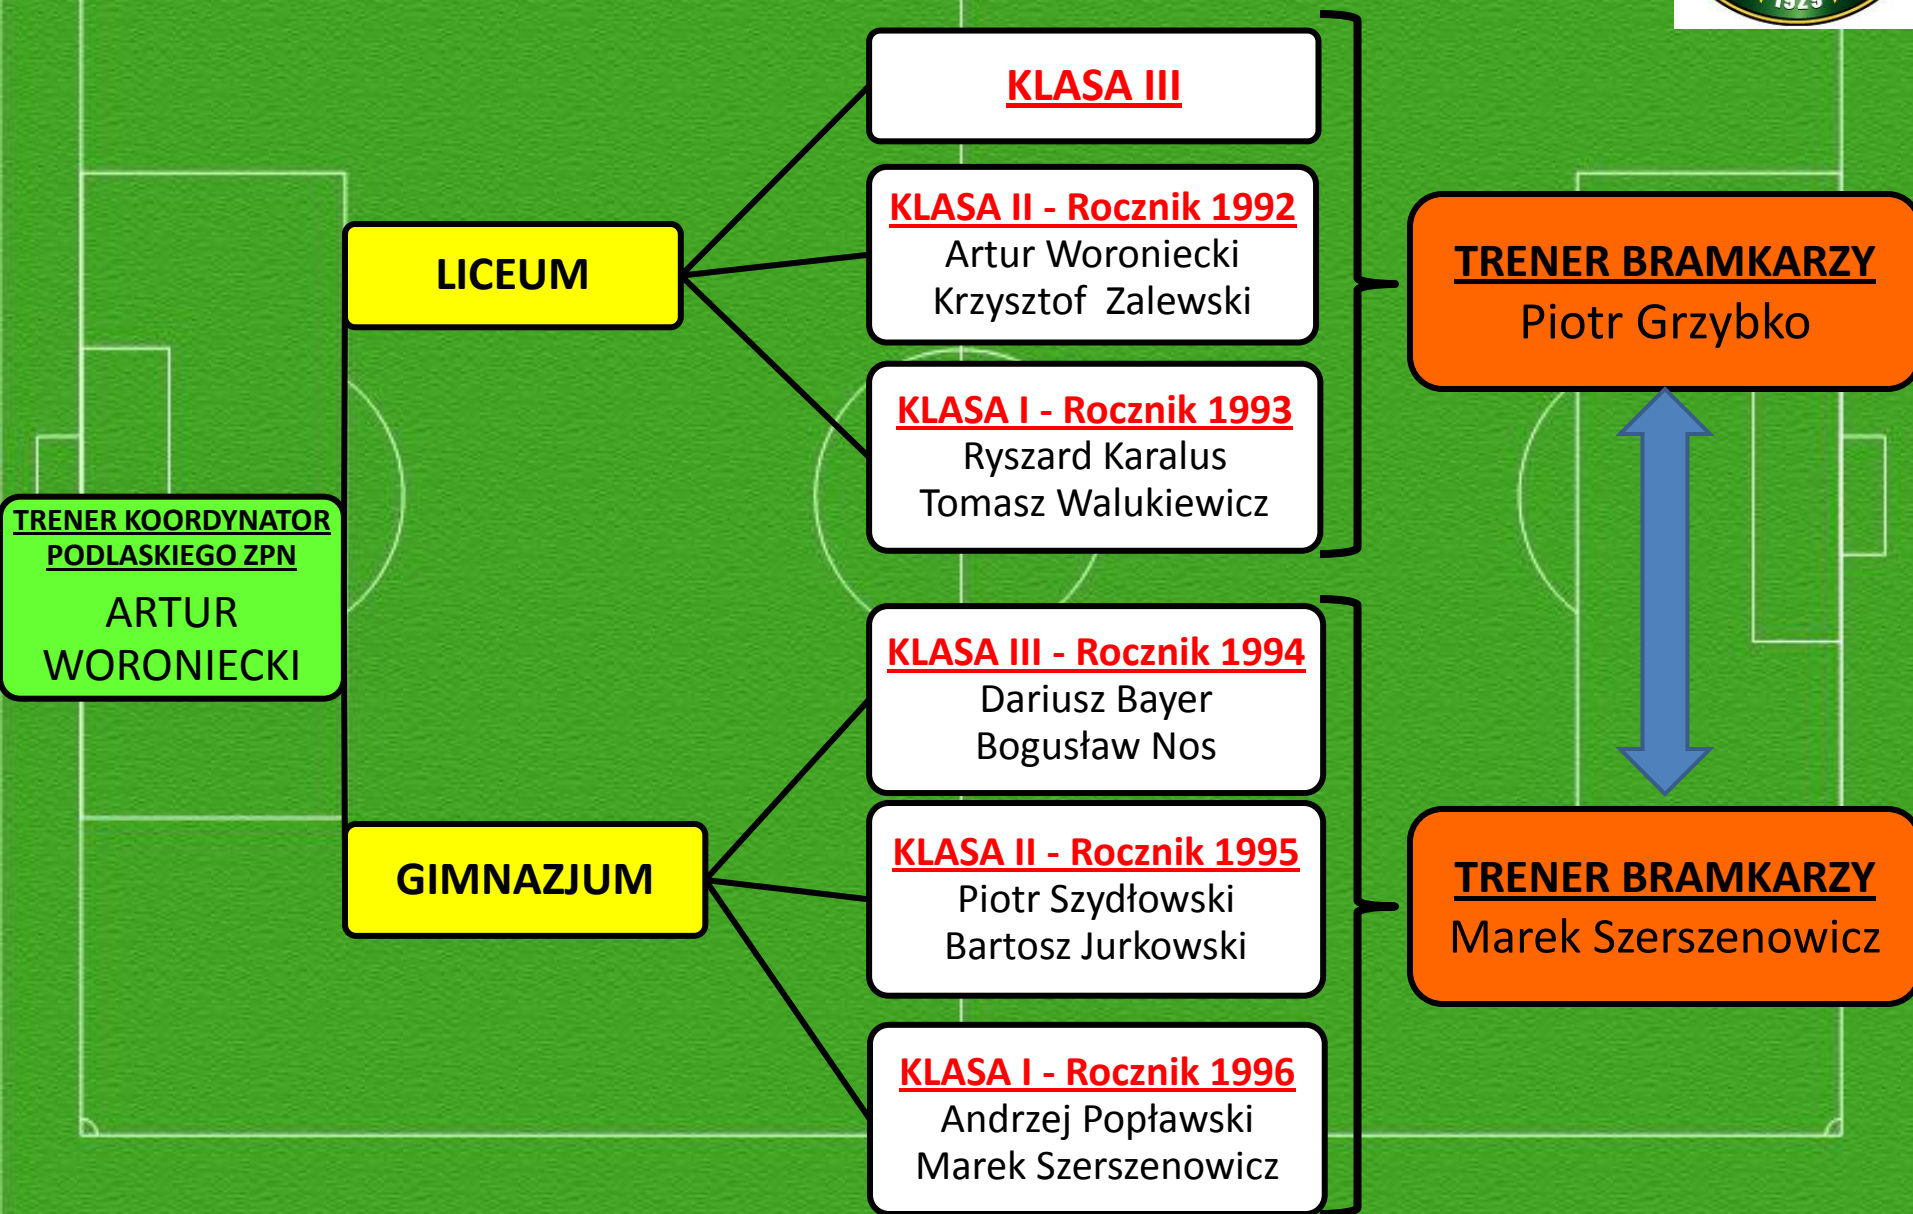 1925
KLASA III
KLASA II - Rocznik 1992
Artur Woroniecki
Krzysztof Zalewski
KLASA I - Rocznik 1993
Ryszard Karalus
Tomasz Walukiewicz
LICEUM
TRENER BRAMKARZY
Piotr Grzybko
TRENER KOORDYNATOR
PODLASKIEGO ZPN
ARTUR
WORONIECKI
KLASA III - Rocznik 1994
Dariusz Bayer
Bogusław Nos
GIMNAZJUM
KLASA II - Rocznik 1995
Piotr Szydłowski
Bartosz Jurkowski
KLASA I - Rocznik 1996
Andrzej Popławski
Marek Szerszenowicz
TRENER BRAMKARZY
Marek Szerszenowicz